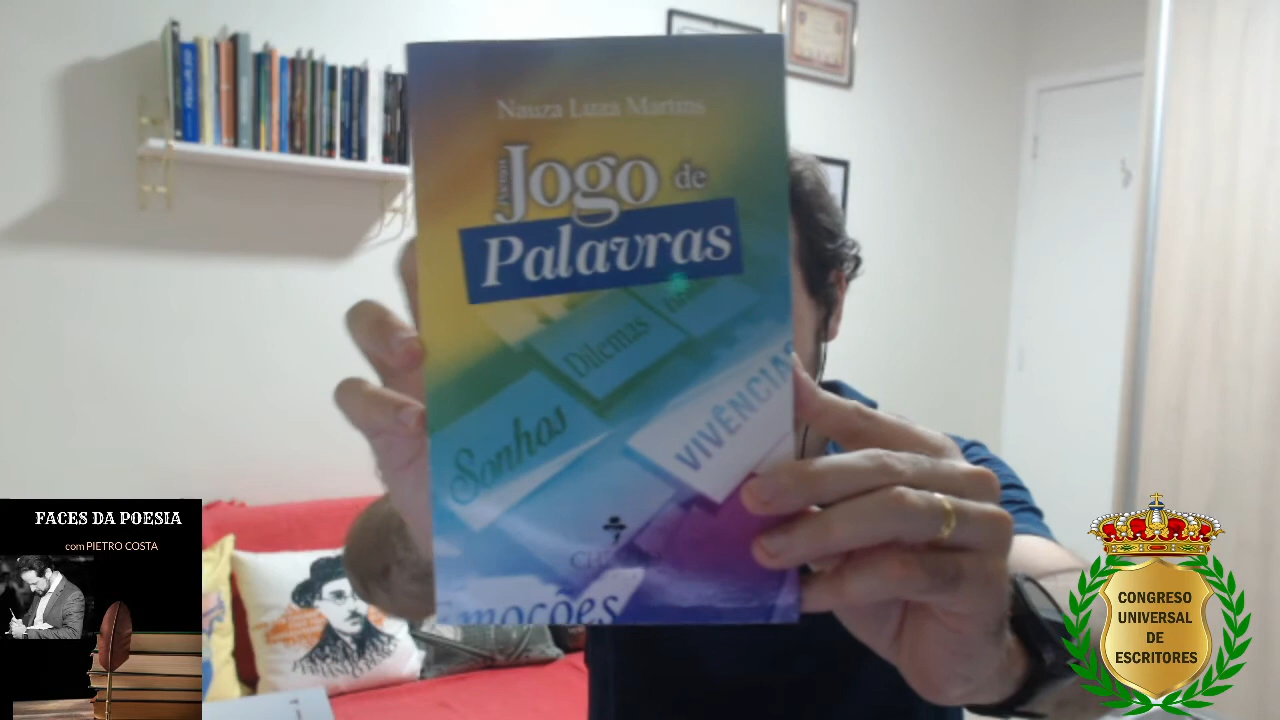 Nauza Luza Martins
Jogo de
Palavras
Dilemas
Sonhos
VIVÊNCIAS
moções
FACES DA POESIA
com PIETRO COSTA
CONGRESO
UNIVERSAL
DE
ESCRITORES